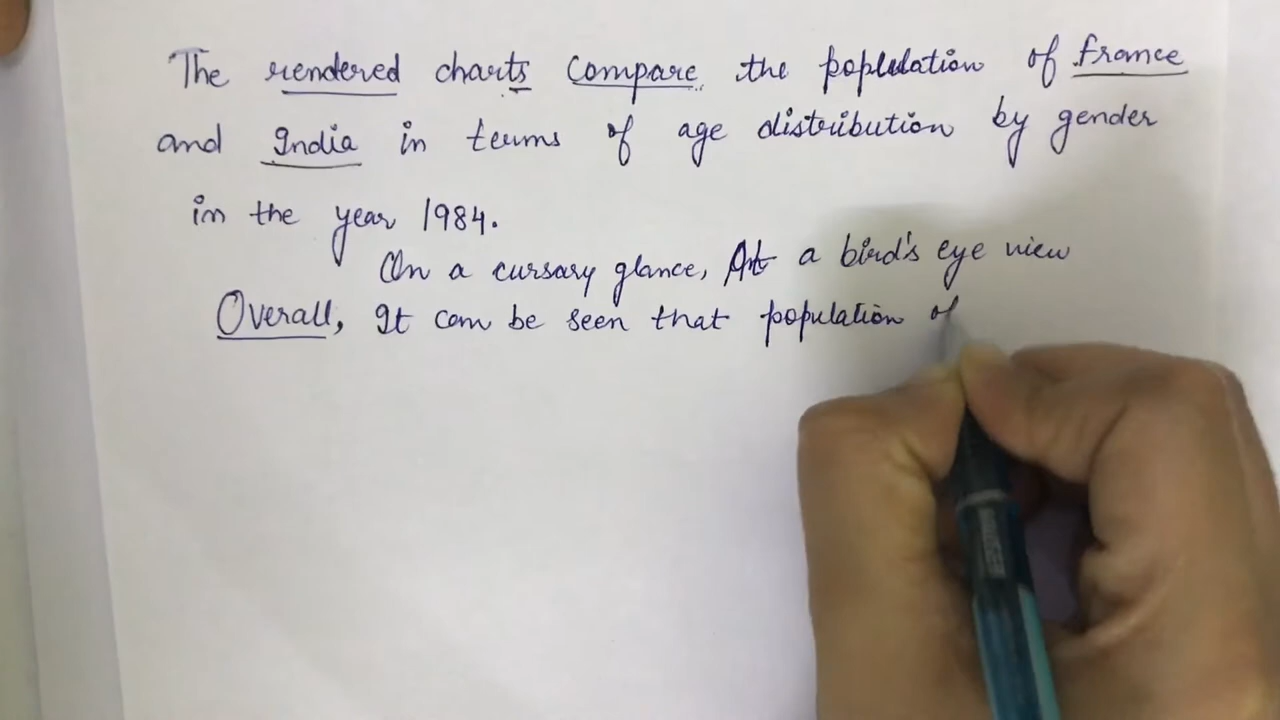 The rendered charts compare the poplulation of france
and India in terms of age distribution by gender
in the year 1984.
On a cursary glance, At a bird's eye view
Overall, It can be seen that population of